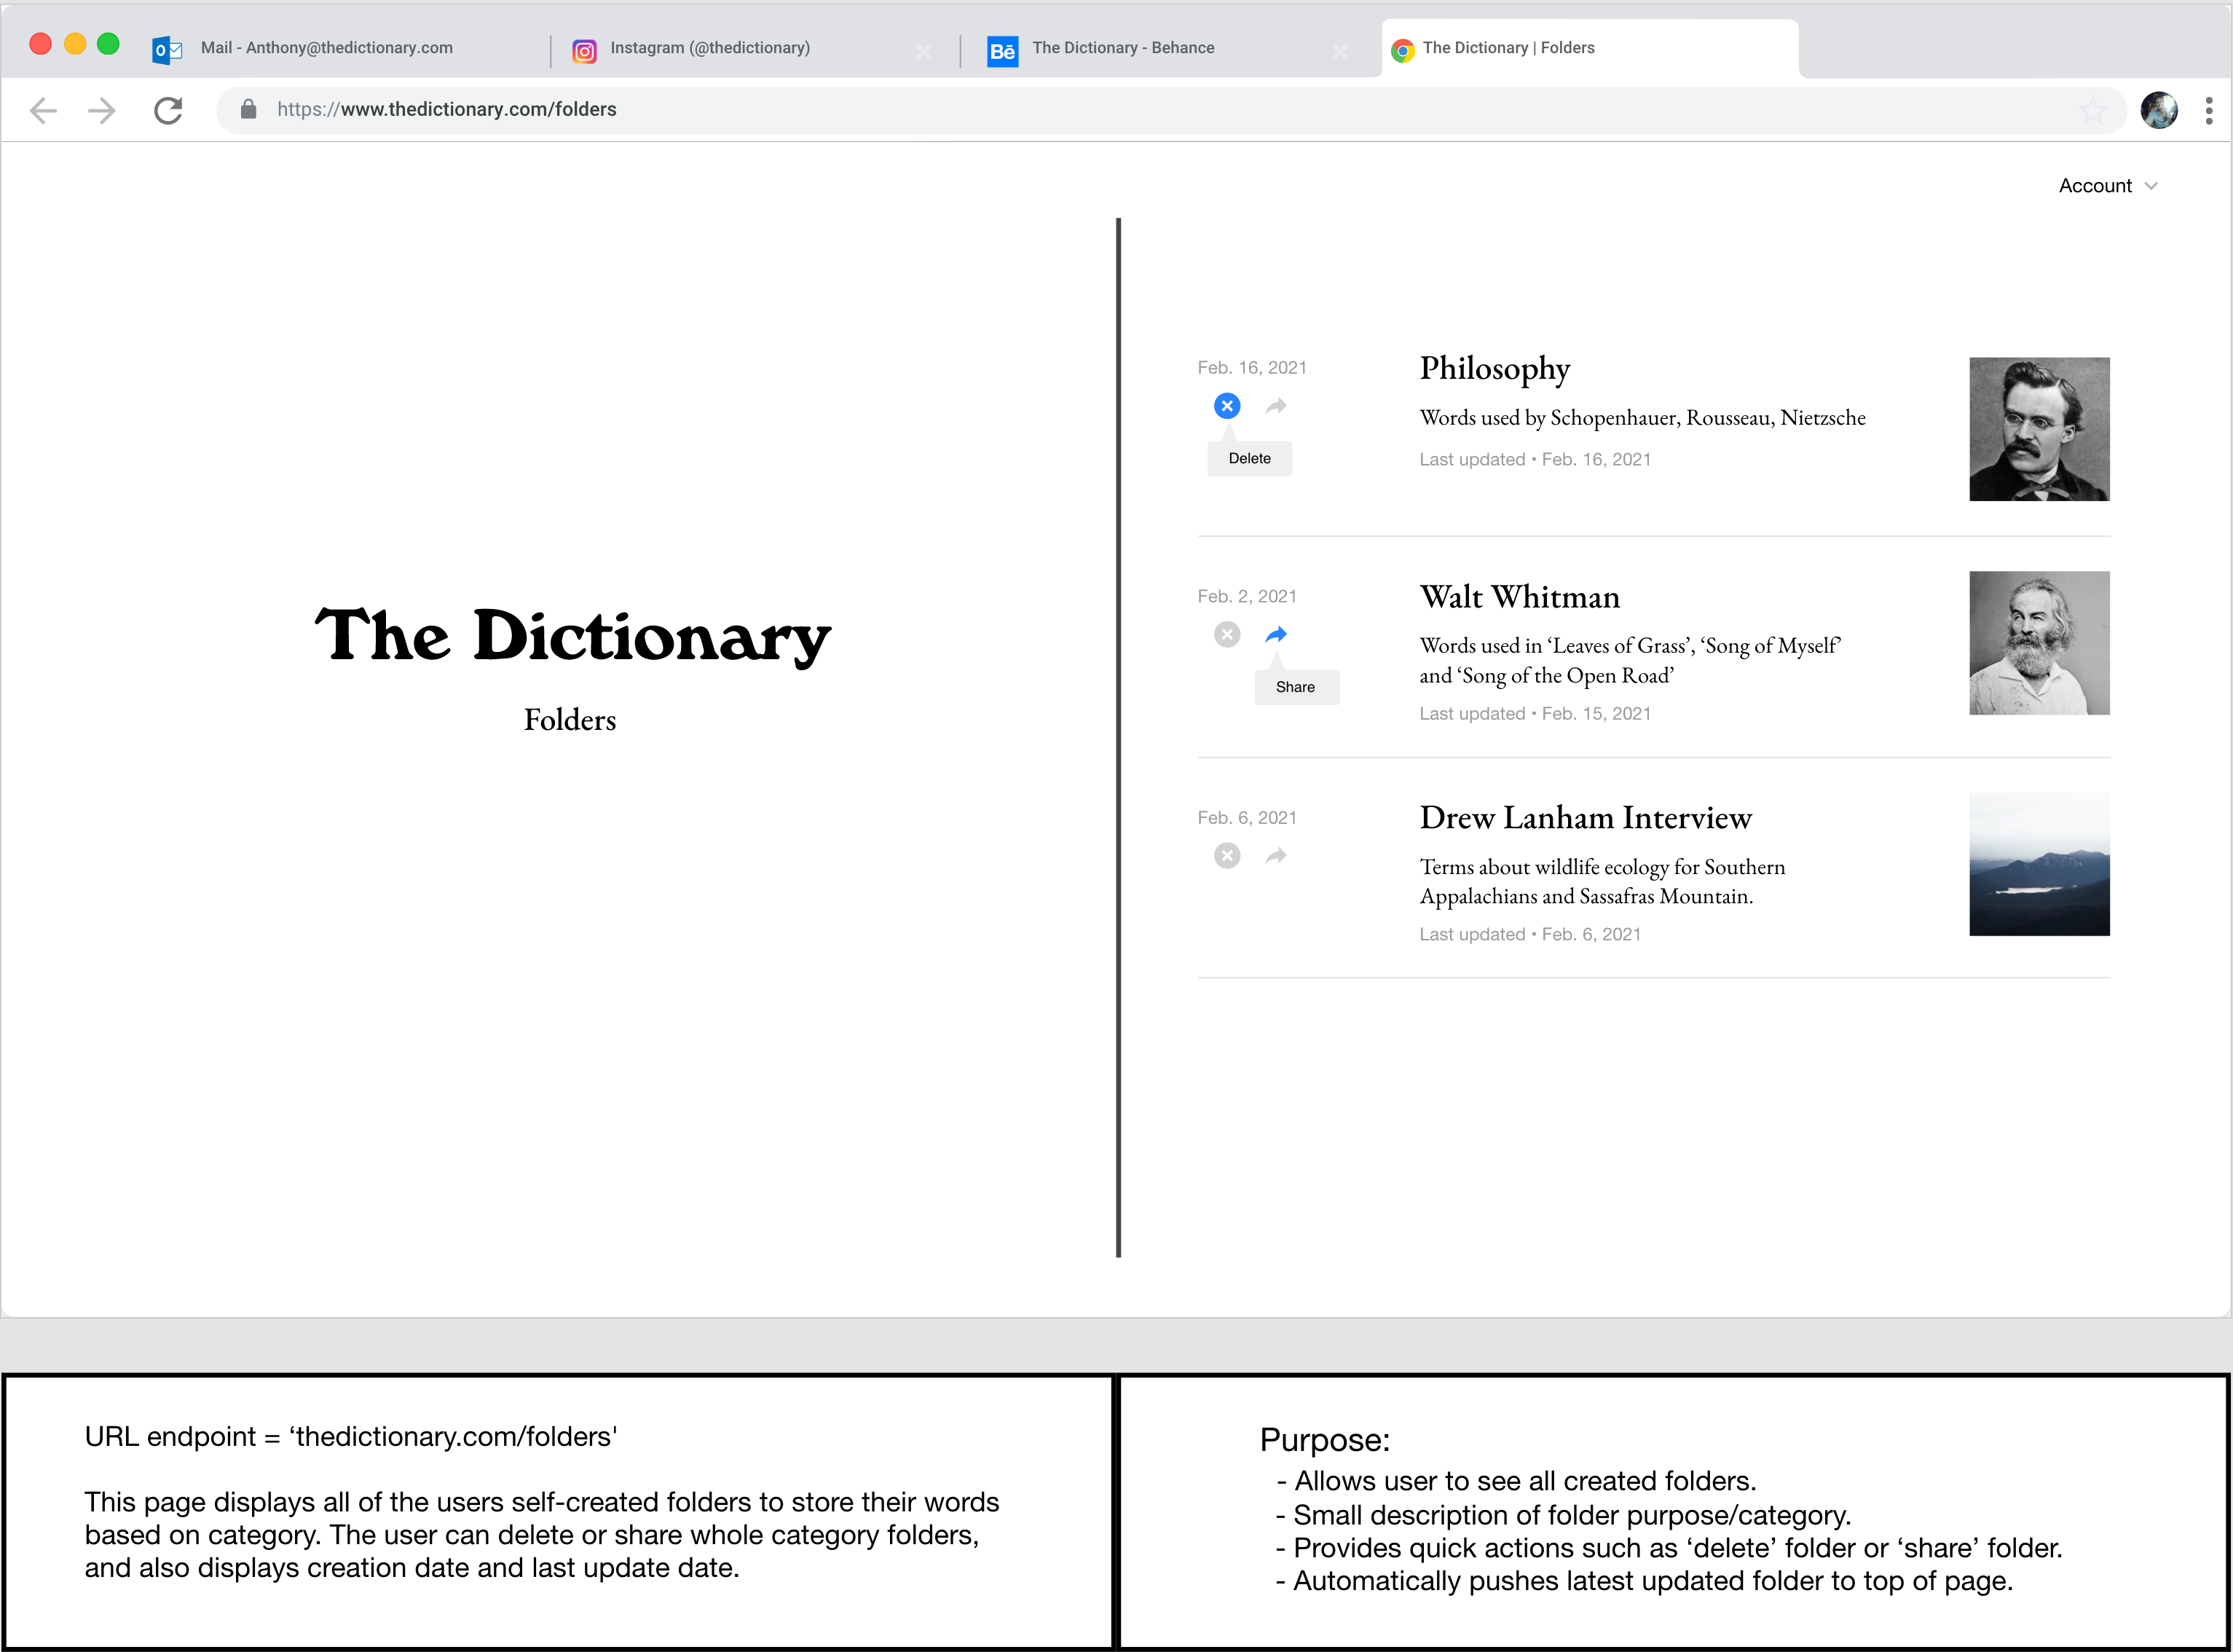 Mail - Anthony@thedictionary.com
Instagram (@thedictionary)
Bē
The Dictionary - Behance
The Dictionary | Folders
https://www.thedictionary.com/folders
Account
The Dictionary
Folders
Feb. 16, 2021
Delete
Philosophy
Words used by Schopenhauer, Rousseau, Nietzsche
Last updated • Feb. 16, 2021
Feb. 2, 2021
Share
Walt Whitman
Words used in ‘Leaves of Grass’, ‘Song of Myself’
and ‘Song of the Open Road’
Last updated • Feb. 15, 2021
Feb. 6, 2021
Drew Lanham Interview
Terms about wildlife ecology for Southern
Appalachians and Sassafras Mountain.
Last updated • Feb. 6, 2021
URL endpoint = ‘thedictionary.com/folders'
This page displays all of the users self-created folders to store their words
based on category. The user can delete or share whole category folders,
and also displays creation date and last update date.
Purpose:
- Allows user to see all created folders.
- Small description of folder purpose/category.
- Provides quick actions such as ‘delete’ folder or ‘share’ folder.
- Automatically pushes latest updated folder to top of page.